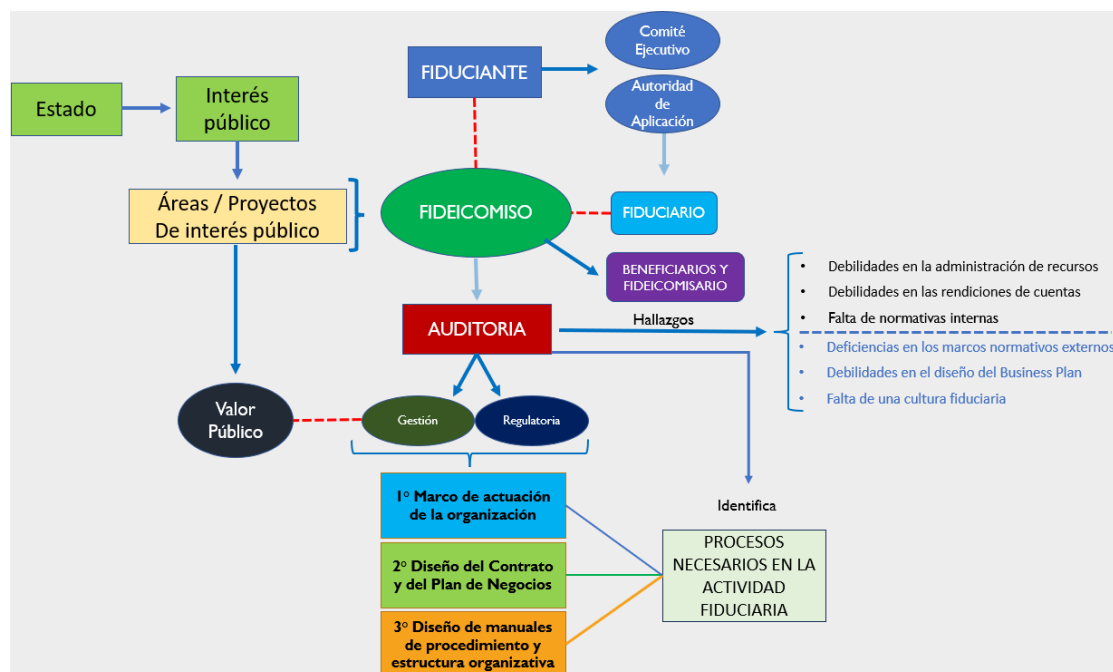 Comité
Ejecutivo
FIDUCIANTE
Autoridad
de
Aplicación
Estado
Interés
público
Áreas / Proyectos
De interés público
FIDEICOMISO
FIDUCIARIO
BENEFICIARIOS Y
FIDEICOMISARIO
AUDITORIA
Hallazgos
• Debilidades en la administración de recursos
• Debilidades en las rendiciones de cuentas
• Falta de normativas internas
• Deficiencias en los marcos normativos externos
• Debilidades en el diseño del Business Plan
• Falta de una cultura fiduciaria
Valor
Público
Gestión
Regulatoria
1º Marco de actuación
de la organización
2º Diseño del Contrato
y del Plan de Negocios
3º Diseño de manuales
de procedimiento y
estructura organizativa
Identifica
PROCESOS
NECESARIOS EN LA
ACTIVIDAD
FIDUCIARIA